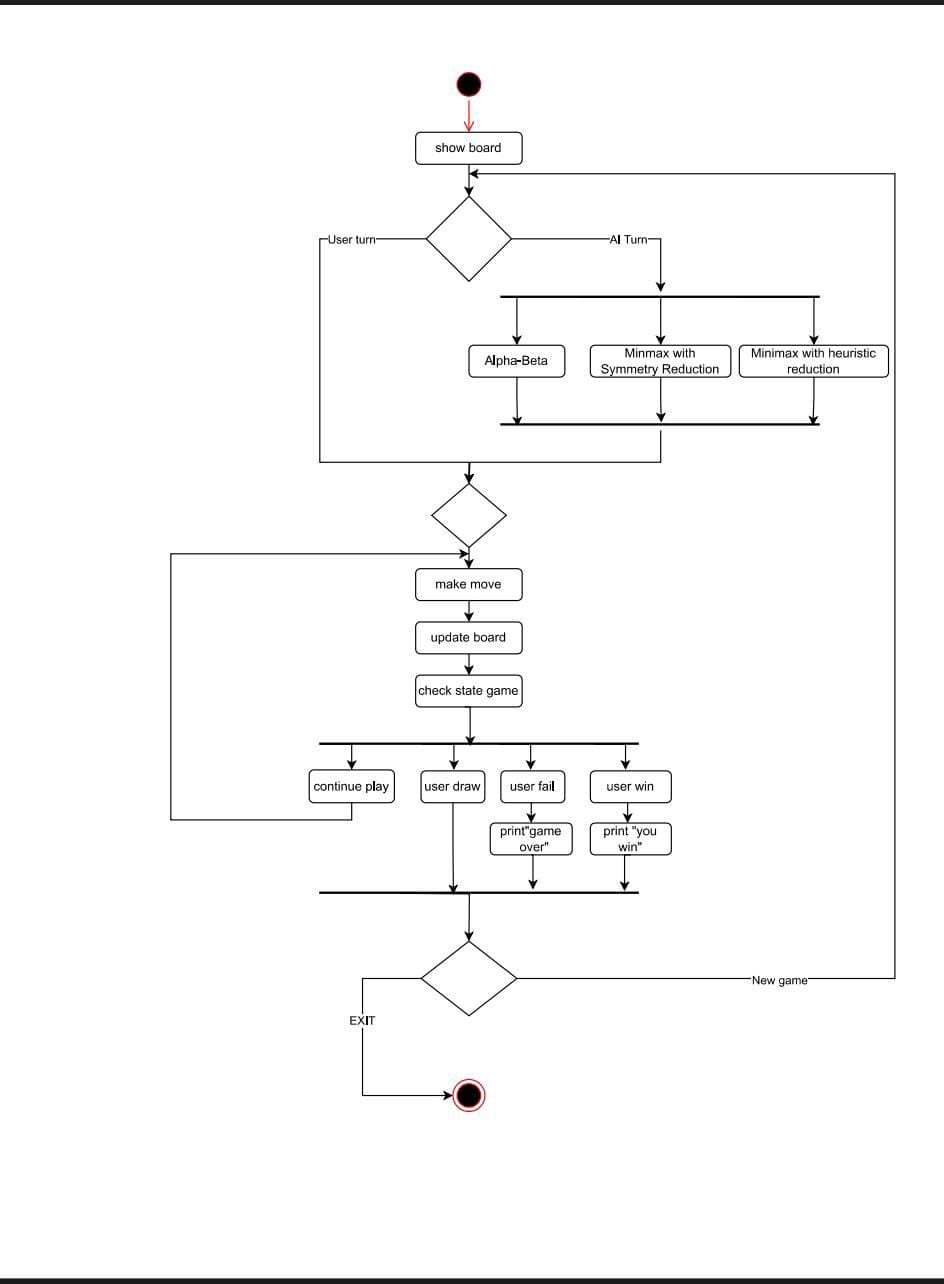 show board
User turn
AI Turn
Alpha-Beta
Minmax with
Symmetry Reduction
Minimax with heuristic
reduction
make move
update board
check state game
continue play
user draw
user fail
user win
print"game
over"
print "you
win"
New game
EXIT